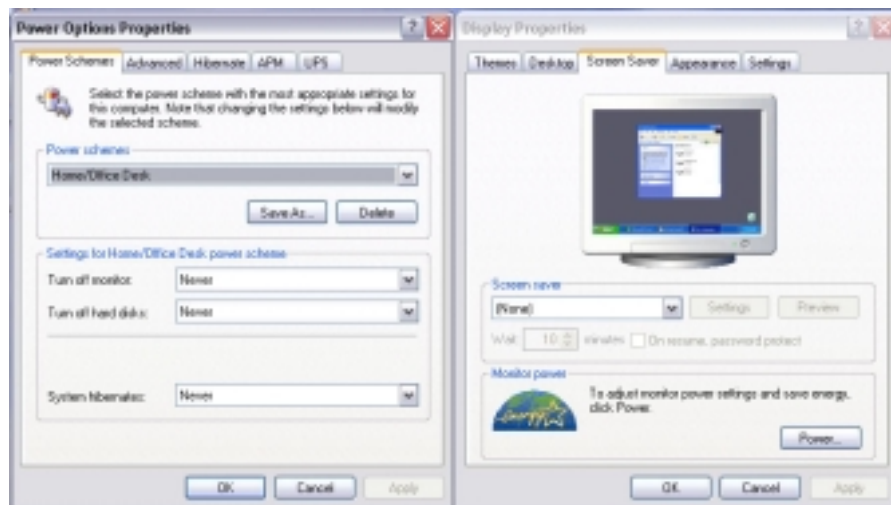 Power Options Properties
Power Schemes Advanced Hibernate APM UPS
Select the power scheme with the most appropriate settings for
this computer. Note that changing the settings below will modify
the selected scheme.
Power schemes
Home/Office Desk
Save As... Delete
Settings for Home/Office Desk power scheme
Turn off monitor: Never
Turn off hard disks: Never
System hibernates: Never
OK Cancel Apply
Display Properties
Themes Desktop Screen Saver Appearance Settings
Screen saver
(None) Settings Preview
Wait: 10 minutes On resume, password protect
Monitor power
To adjust monitor power settings and save energy,
click Power.
energy
Power...
OK Cancel Apply